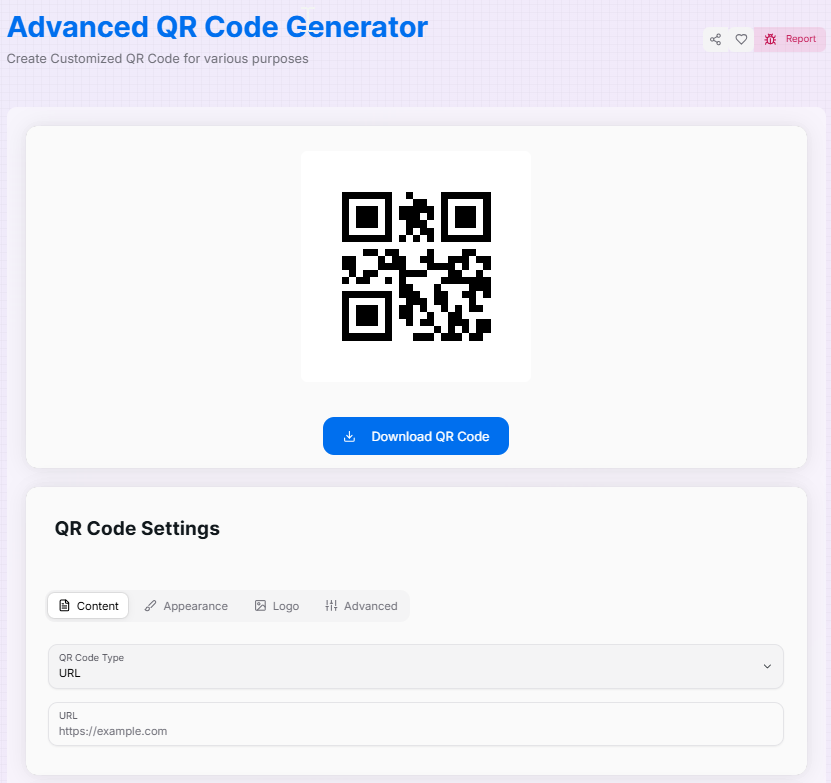 Advanced QR Code Generator
Create Customized QR Code for various purposes
Report
Download QR Code
QR Code Settings
Content
Appearance
Logo
Advanced
QR Code Type
URL
URL
https://example.com